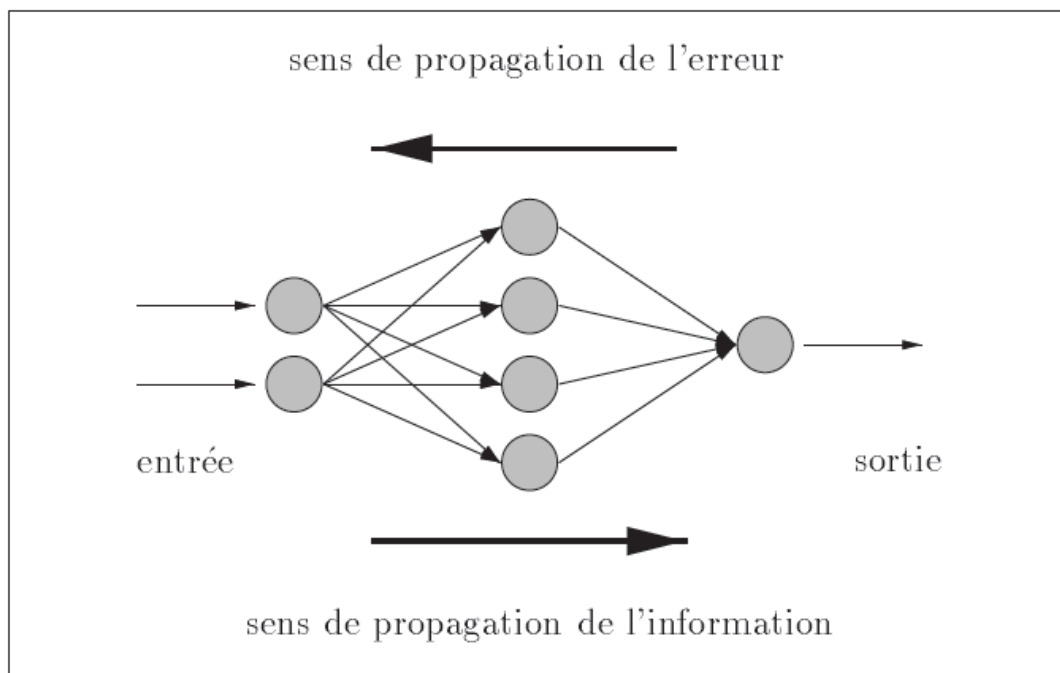 sens de propagation de l'erreur
entrée
sortie
sens de propagation de l'information